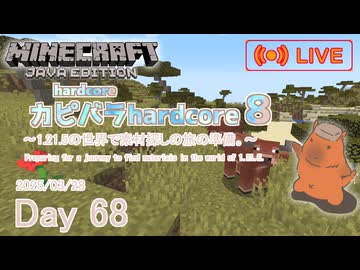 MINECRAFT
JAVA EDITION
LIVE
hardcore
カピバラhardcore 8
～1.21.5の世界で素材探しの旅の準備。～
Preparing for a journey to find materials in the world of 1.21.5.
2025/03/28
Day 68